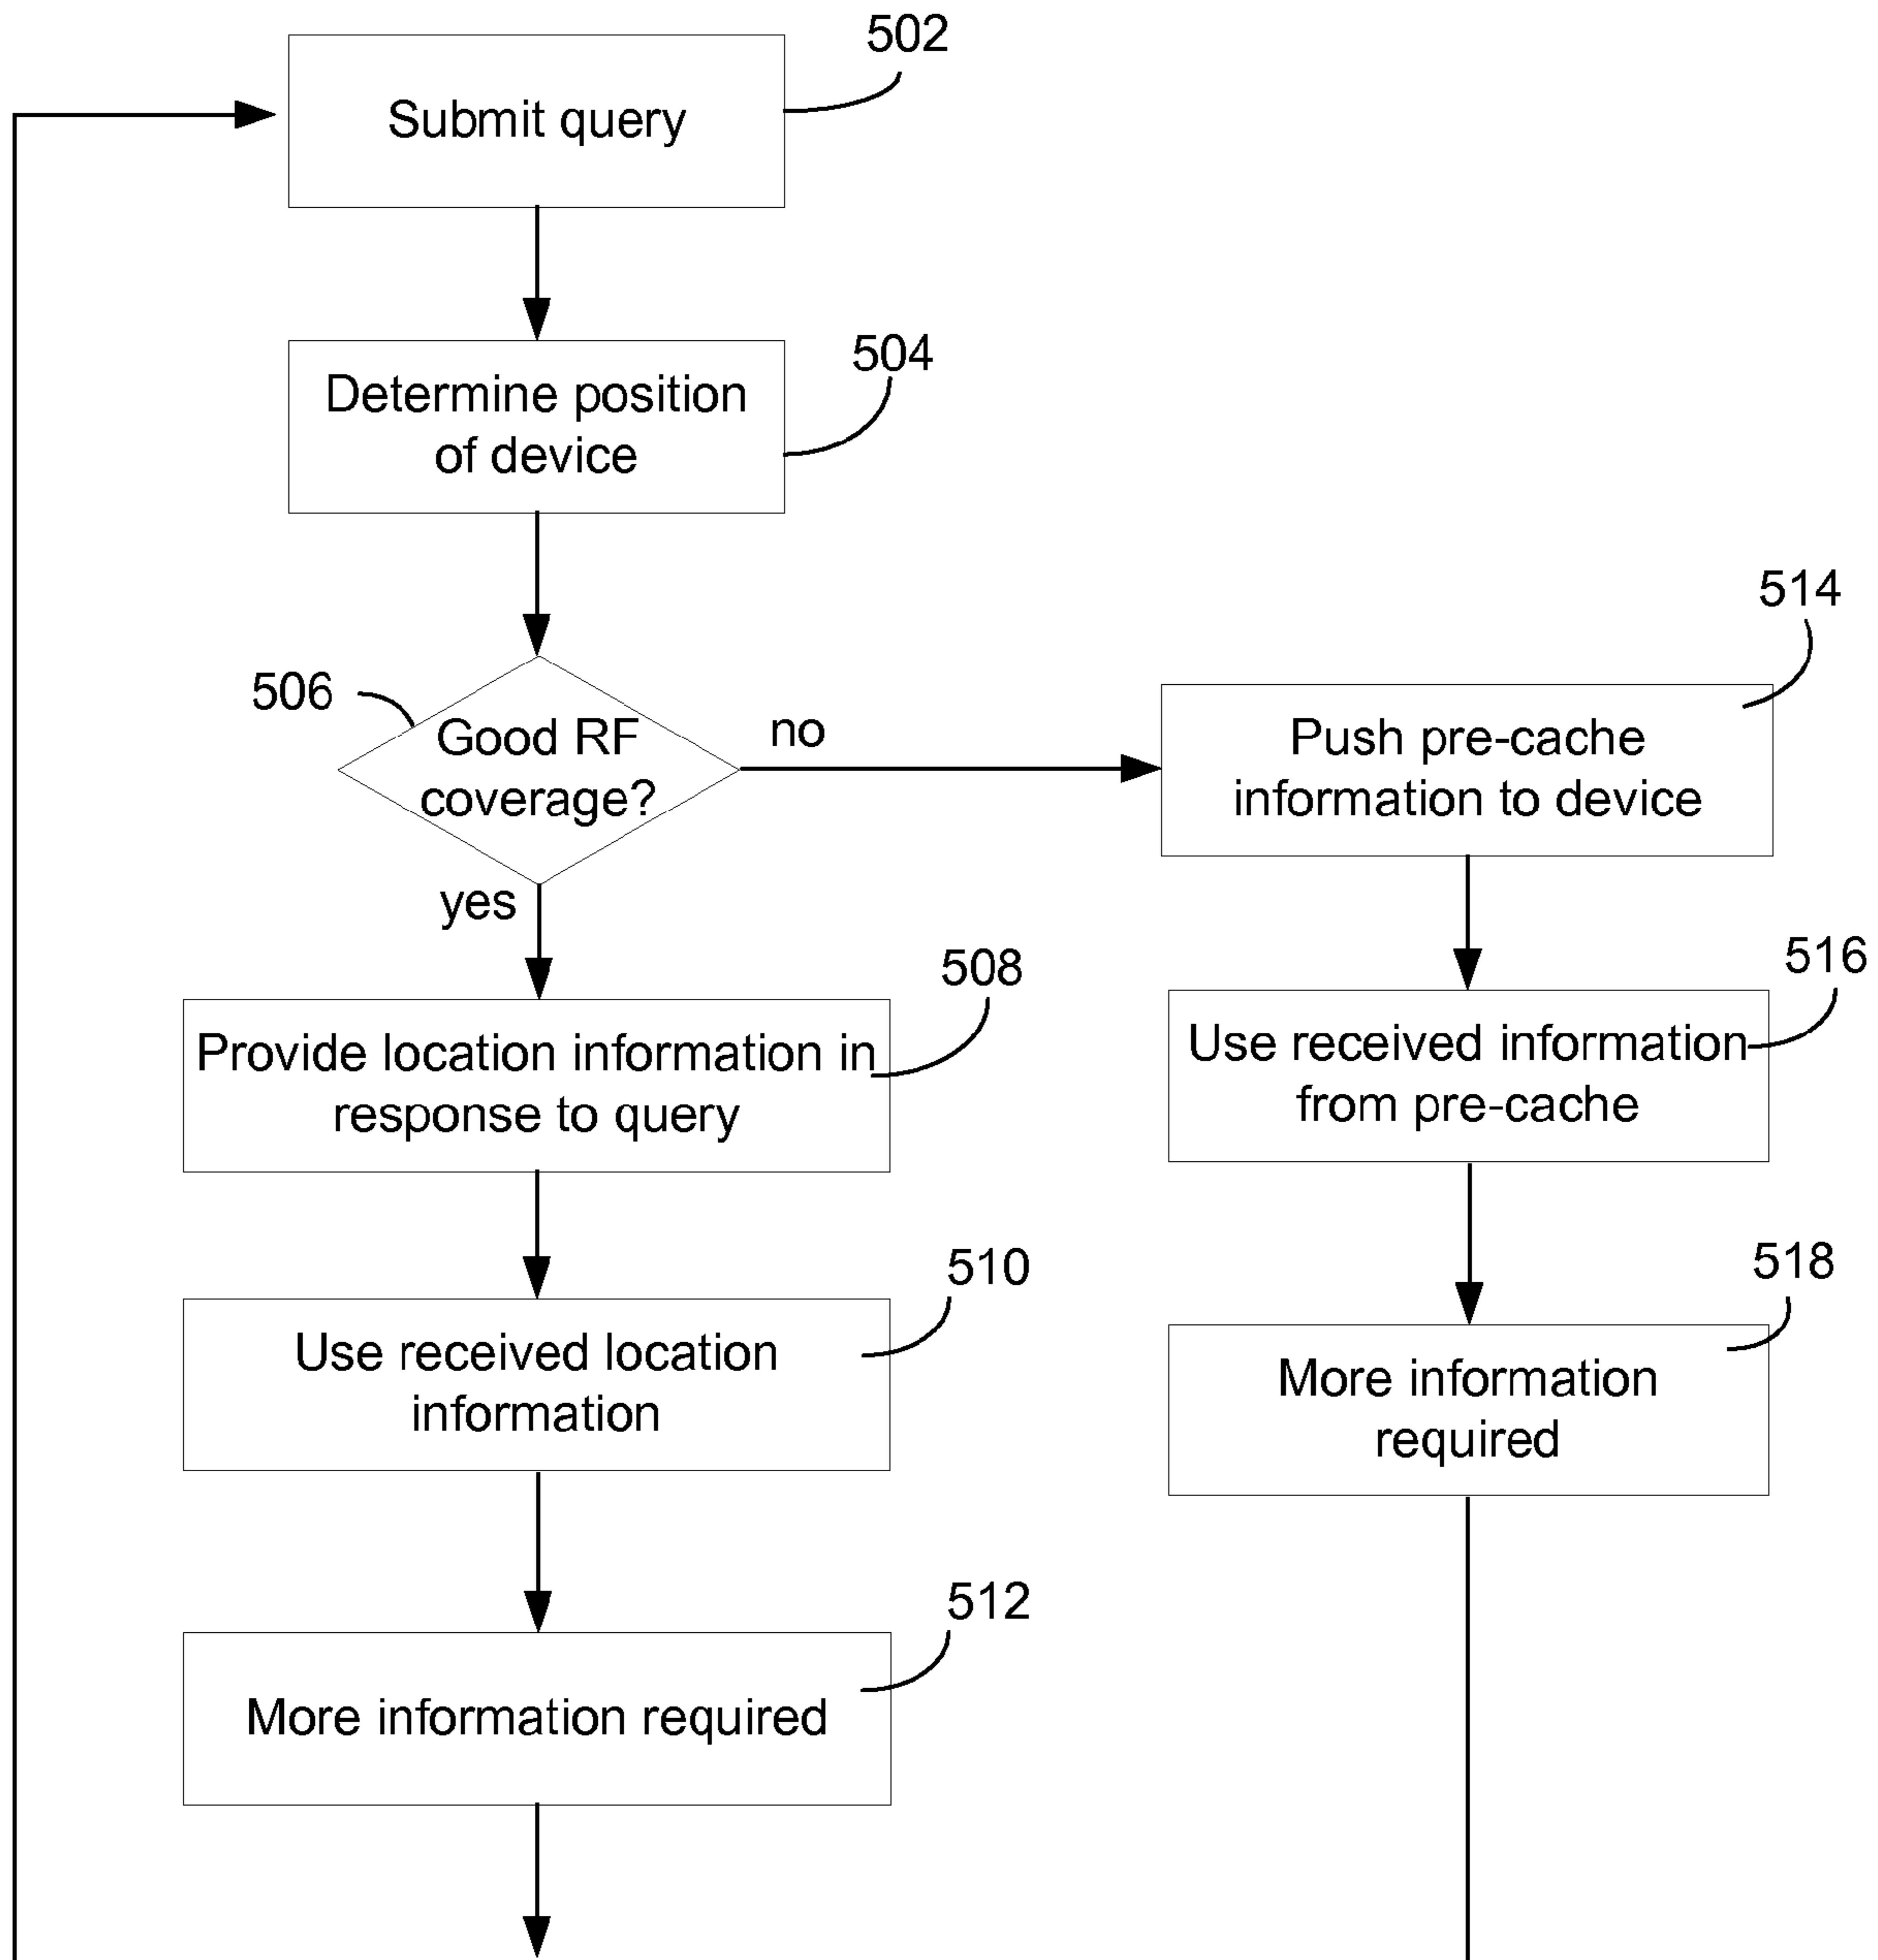 502
Submit query
504
Determine position
of device
514
506
Good RF
coverage?
no
yes
Push pre-cache
information to device
508
Provide location information in
response to query
516
Use received information
from pre-cache
510
Use received location
information
518
More information
required
512
More information required